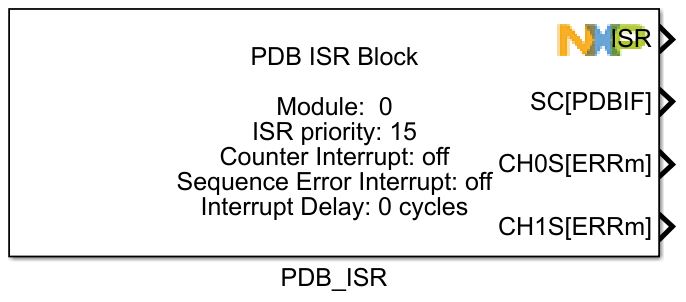 NXP
ISR
PDB ISR Block
SC[PDBIF]
Module: 0
ISR priority: 15
Counter Interrupt: off
CH0S[ERRm]
Sequence Error Interrupt: off
Interrupt Delay: 0 cycles
CH1S[ERRm]
PDB_ISR